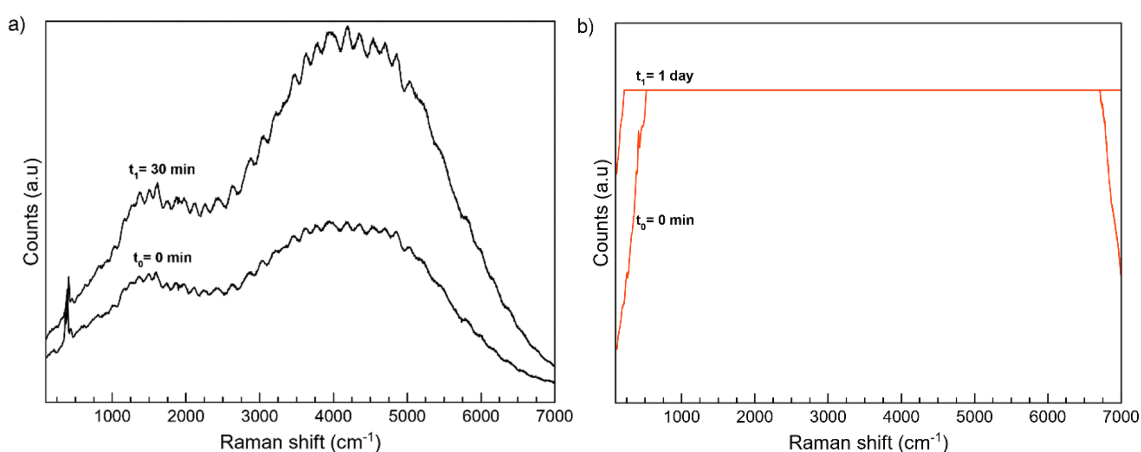 a)
t₁= 30 min
t₀= 0 min
Counts (a.u)
1000 2000 3000 4000 5000 6000 7000
Raman shift (cm⁻¹)
b)
t₁= 1 day
t₀= 0 min
Counts (a.u)
1000 2000 3000 4000 5000 6000 7000
Raman shift (cm⁻¹)